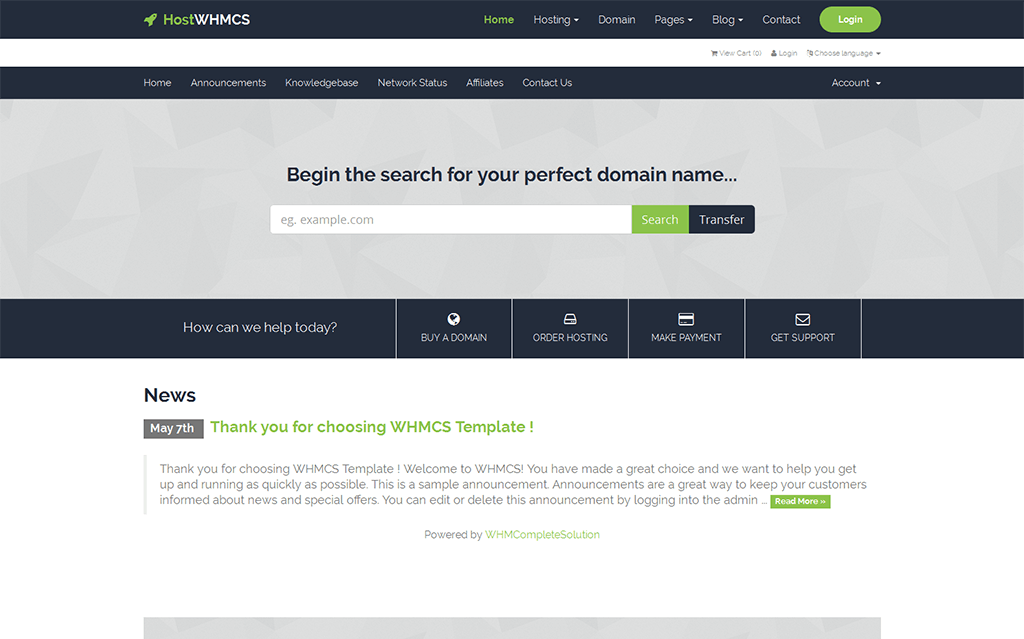 HostWHMCS Home Hosting Domain Pages Blog Contact Login
View Cart (0) Login Choose language
Home Announcements Knowledgebase Network Status Affiliates Contact Us Account
Begin the search for your perfect domain name...
eg. example.com Search Transfer
How can we help today? BUY A DOMAIN ORDER HOSTING MAKE PAYMENT GET SUPPORT
News
May 7th Thank you for choosing WHMCS Template !
Thank you for choosing WHMCS Template ! Welcome to WHMCS! You have made a great choice and we want to help you get
up and running as quickly as possible. This is a sample announcement. Announcements are a great way to keep your customers
informed about news and special offers. You can edit or delete this announcement by logging into the admin ... Read More »
Powered by WHMCompleteSolution